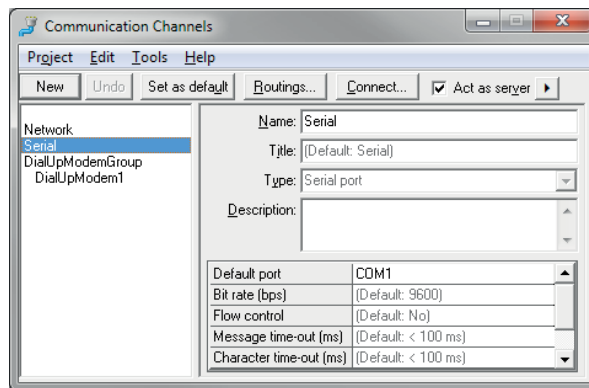 Communication Channels
Project Edit Tools Help
New Undo Set as default Routings... Connect... Act as server
Network
Serial
DialUpModemGroup
DialUpModem1
Name: Serial
Title: (Default: Serial)
Type: Serial port
Description:
Default port COM1
Bit rate (bps) (Default: 9600)
Flow control (Default: No)
Message time-out (ms) (Default: < 100 ms)
Character time-out (ms) (Default: < 100 ms)